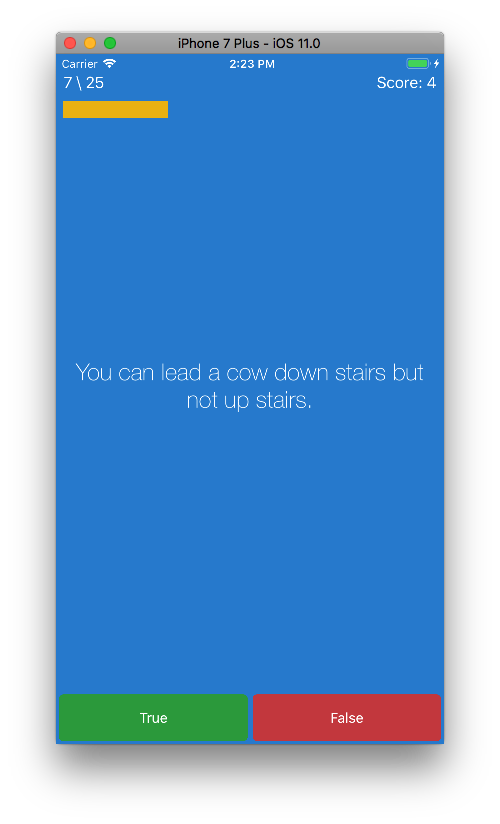 iPhone 7 Plus - iOS 11.0
Carrier 2:23 PM
7 \ 25 Score: 4
You can lead a cow down stairs but
not up stairs.
True False